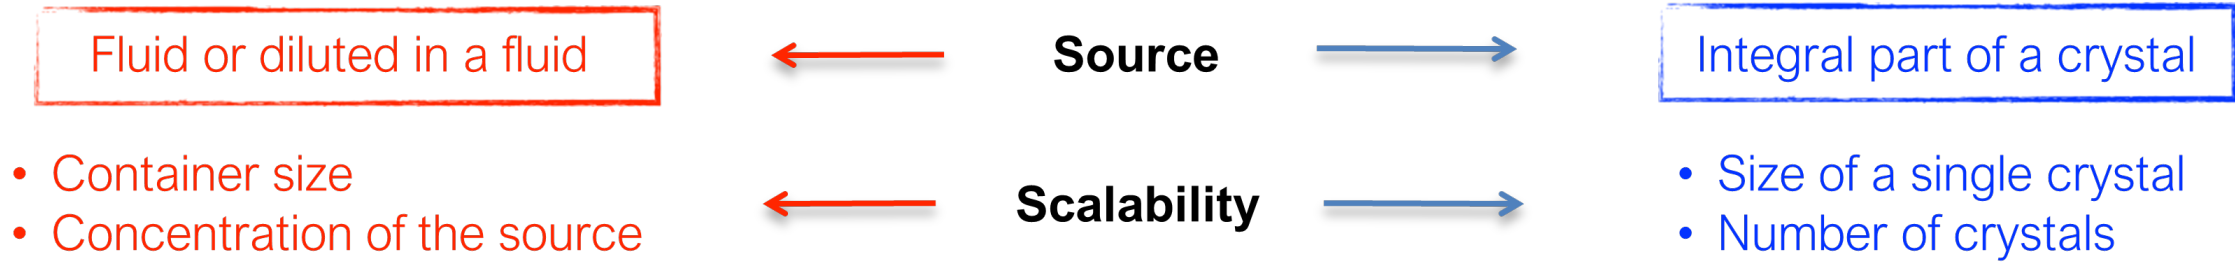 Fluid or diluted in a fluid
Source
Integral part of a crystal
• Container size
• Concentration of the source
Scalability
• Size of a single crystal
• Number of crystals